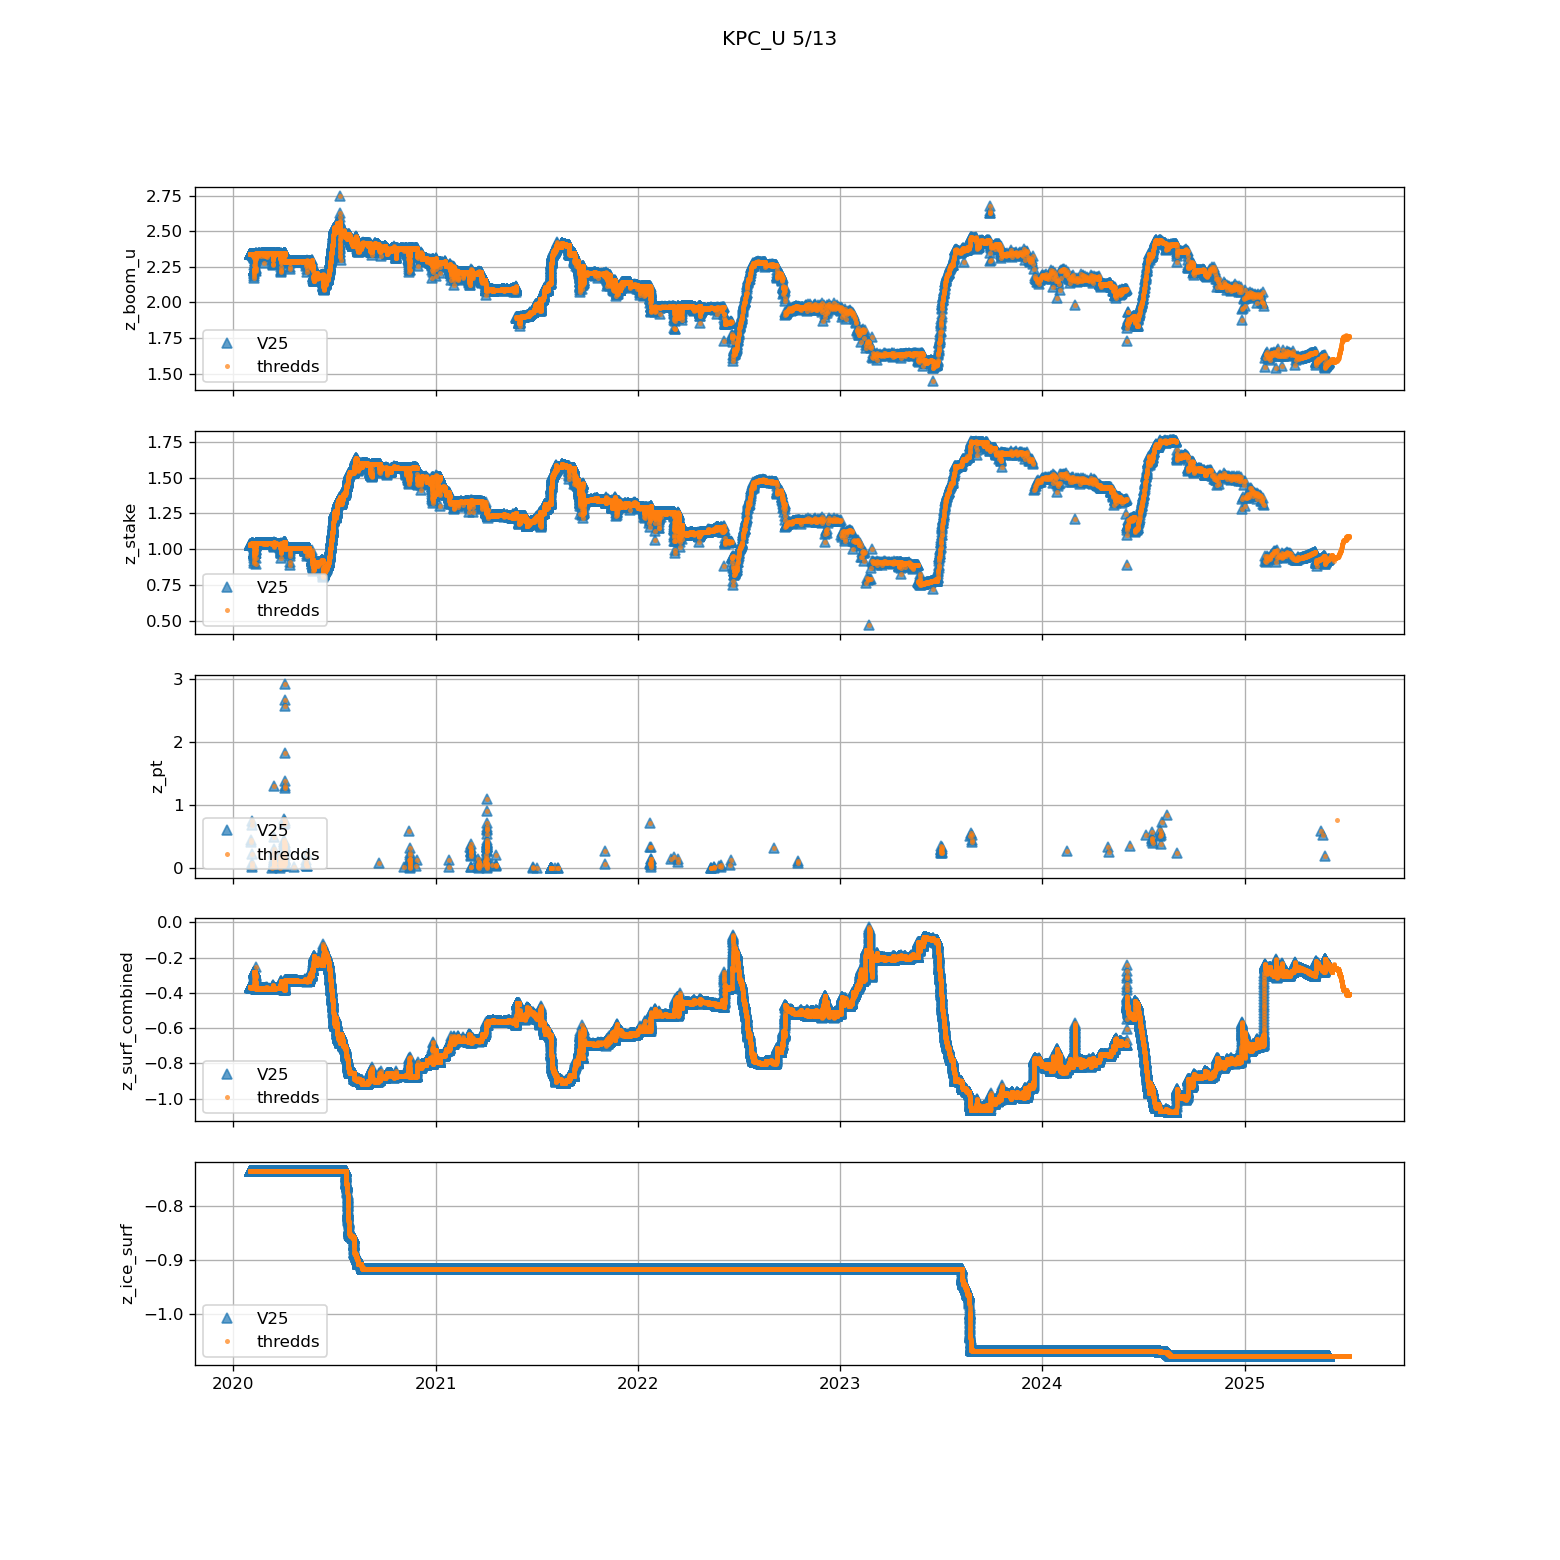 KPC_U 5/13
2.75
2.50
2.25
2.00
1.75
1.50
z_boom_u
V25
thredds
1.75
1.50
1.25
1.00
0.75
0.50
z_stake
V25
thredds
3
2
1
0
z_pt
V25
thredds
0.0
−0.2
−0.4
−0.6
−0.8
−1.0
z_surf_combined
V25
thredds
−0.8
−0.9
−1.0
z_ice_surf
V25
thredds
2020 2021 2022 2023 2024 2025